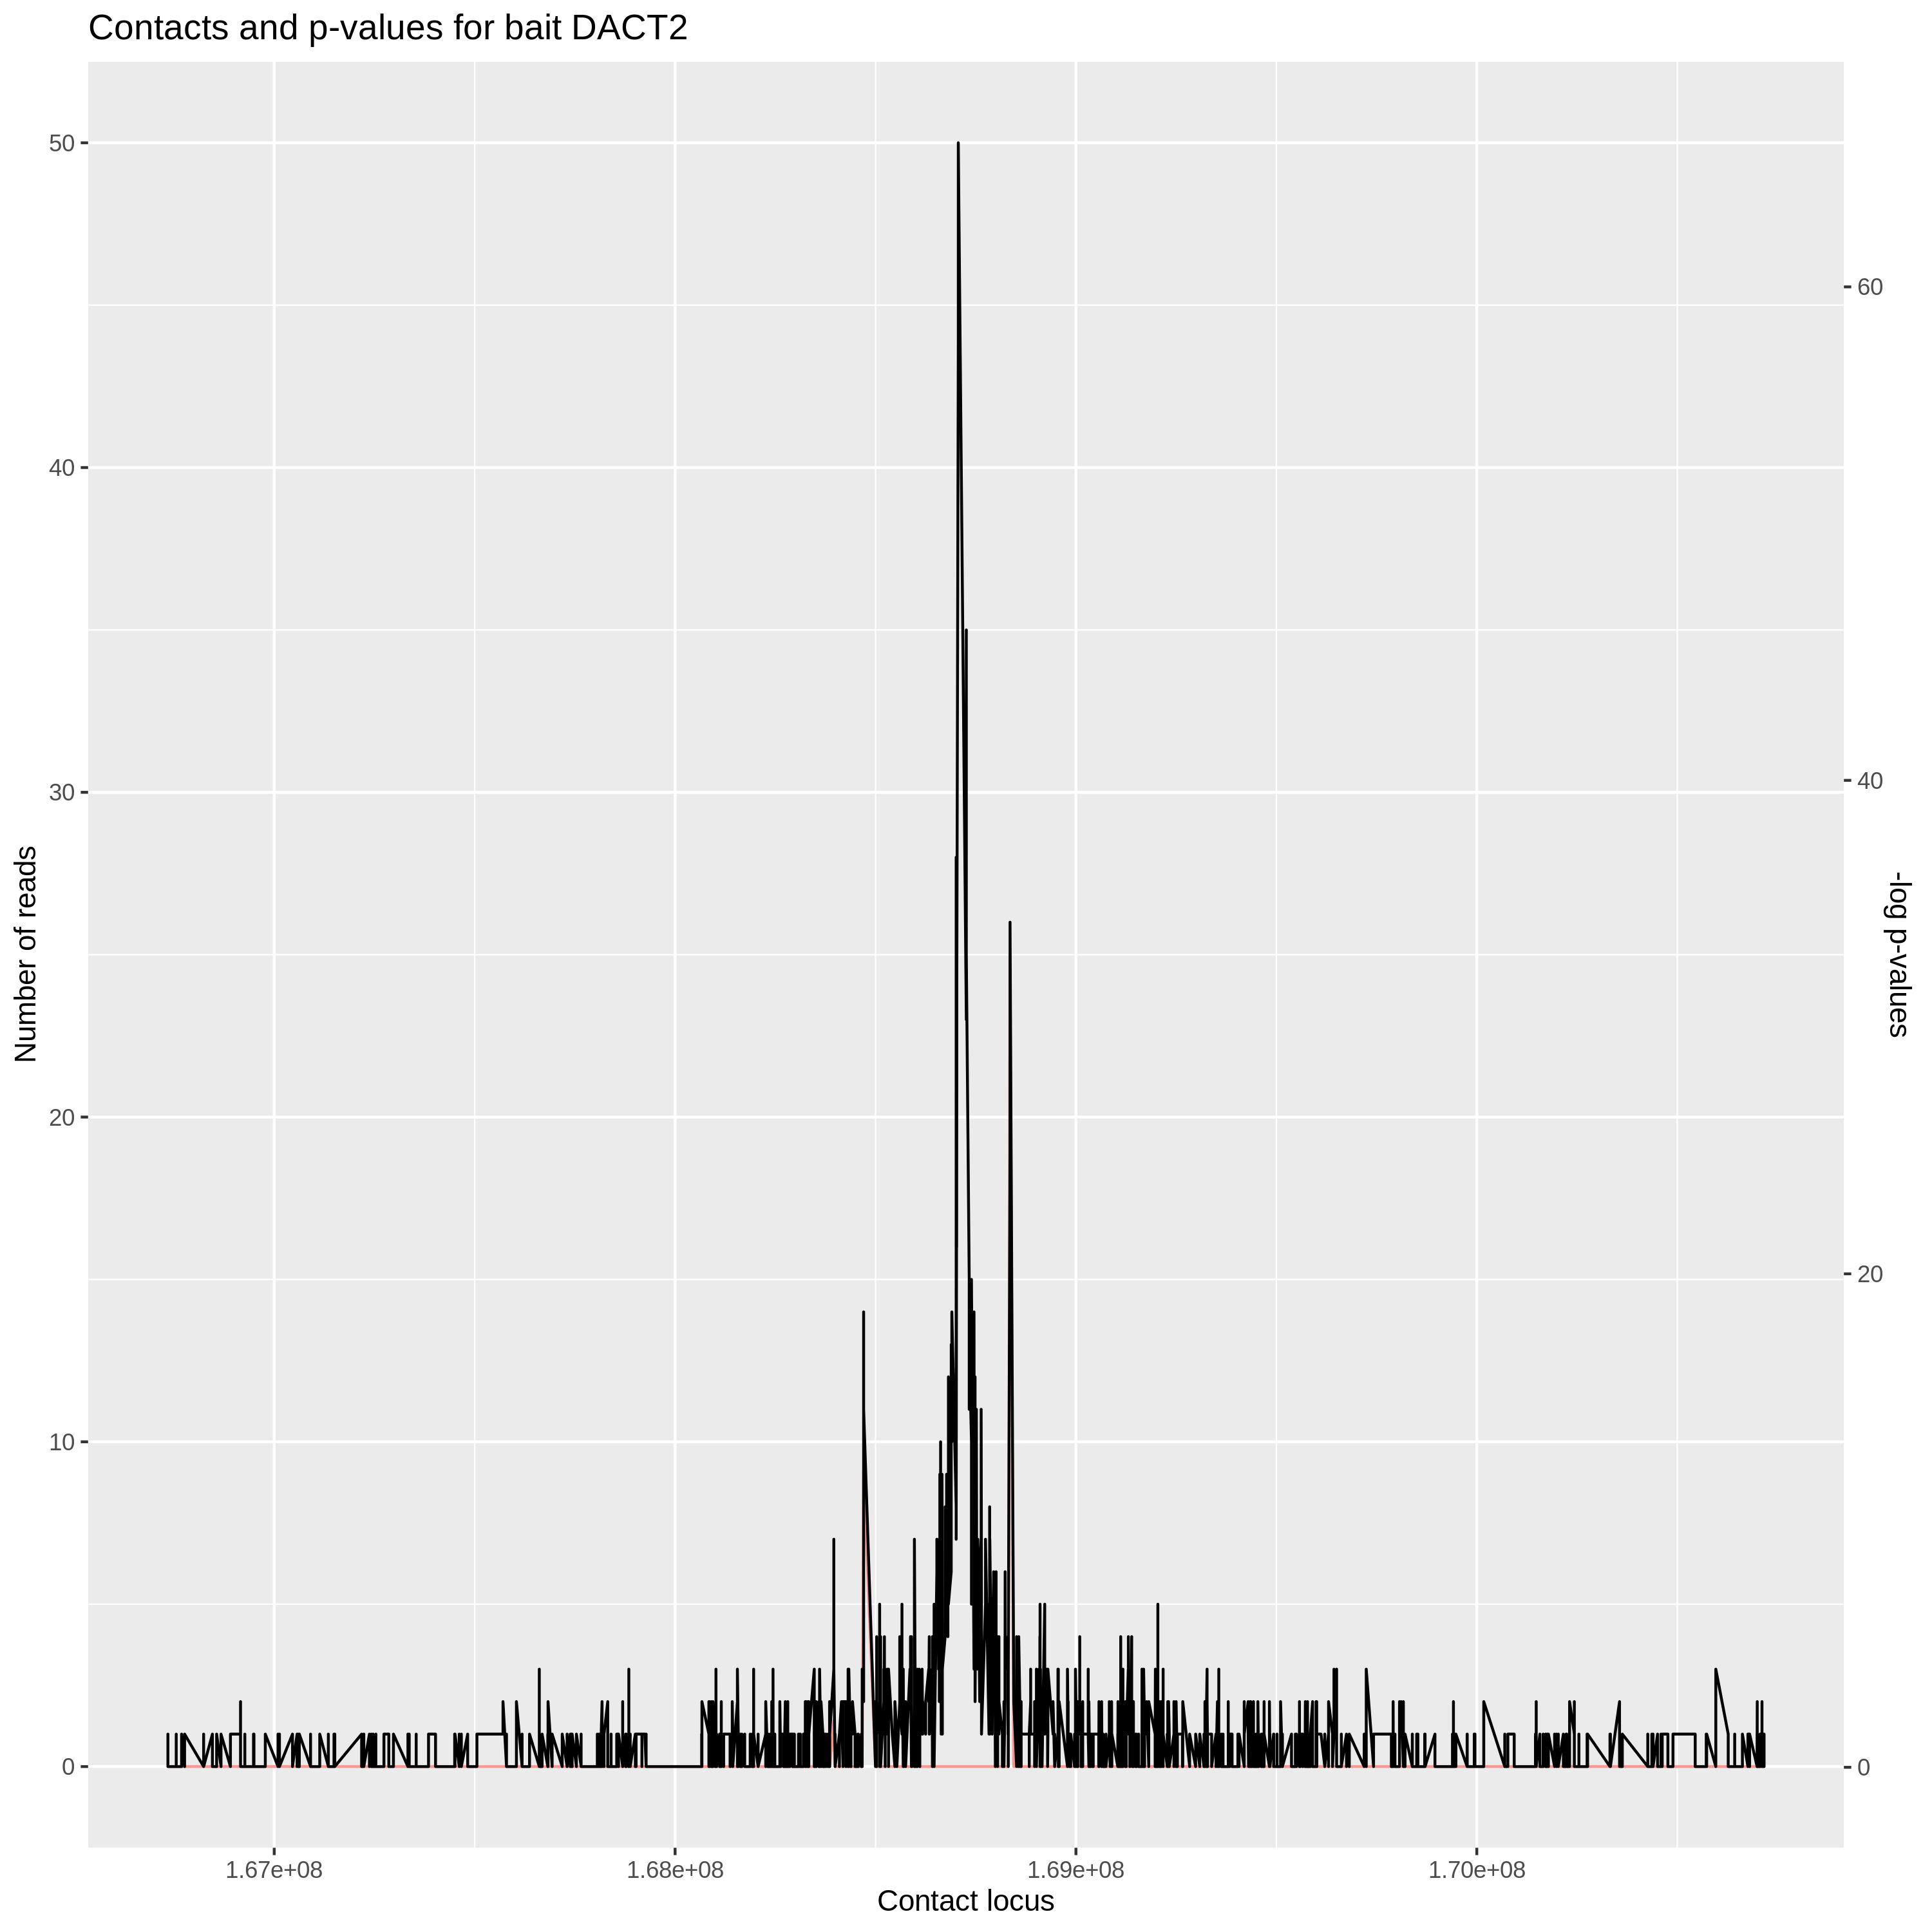 Contacts and p-values for bait DACT2
50
40
30
20
10
0
Number of reads
60
40
20
0
-log p-values
1.67e+08
1.68e+08
1.69e+08
1.70e+08
Contact locus